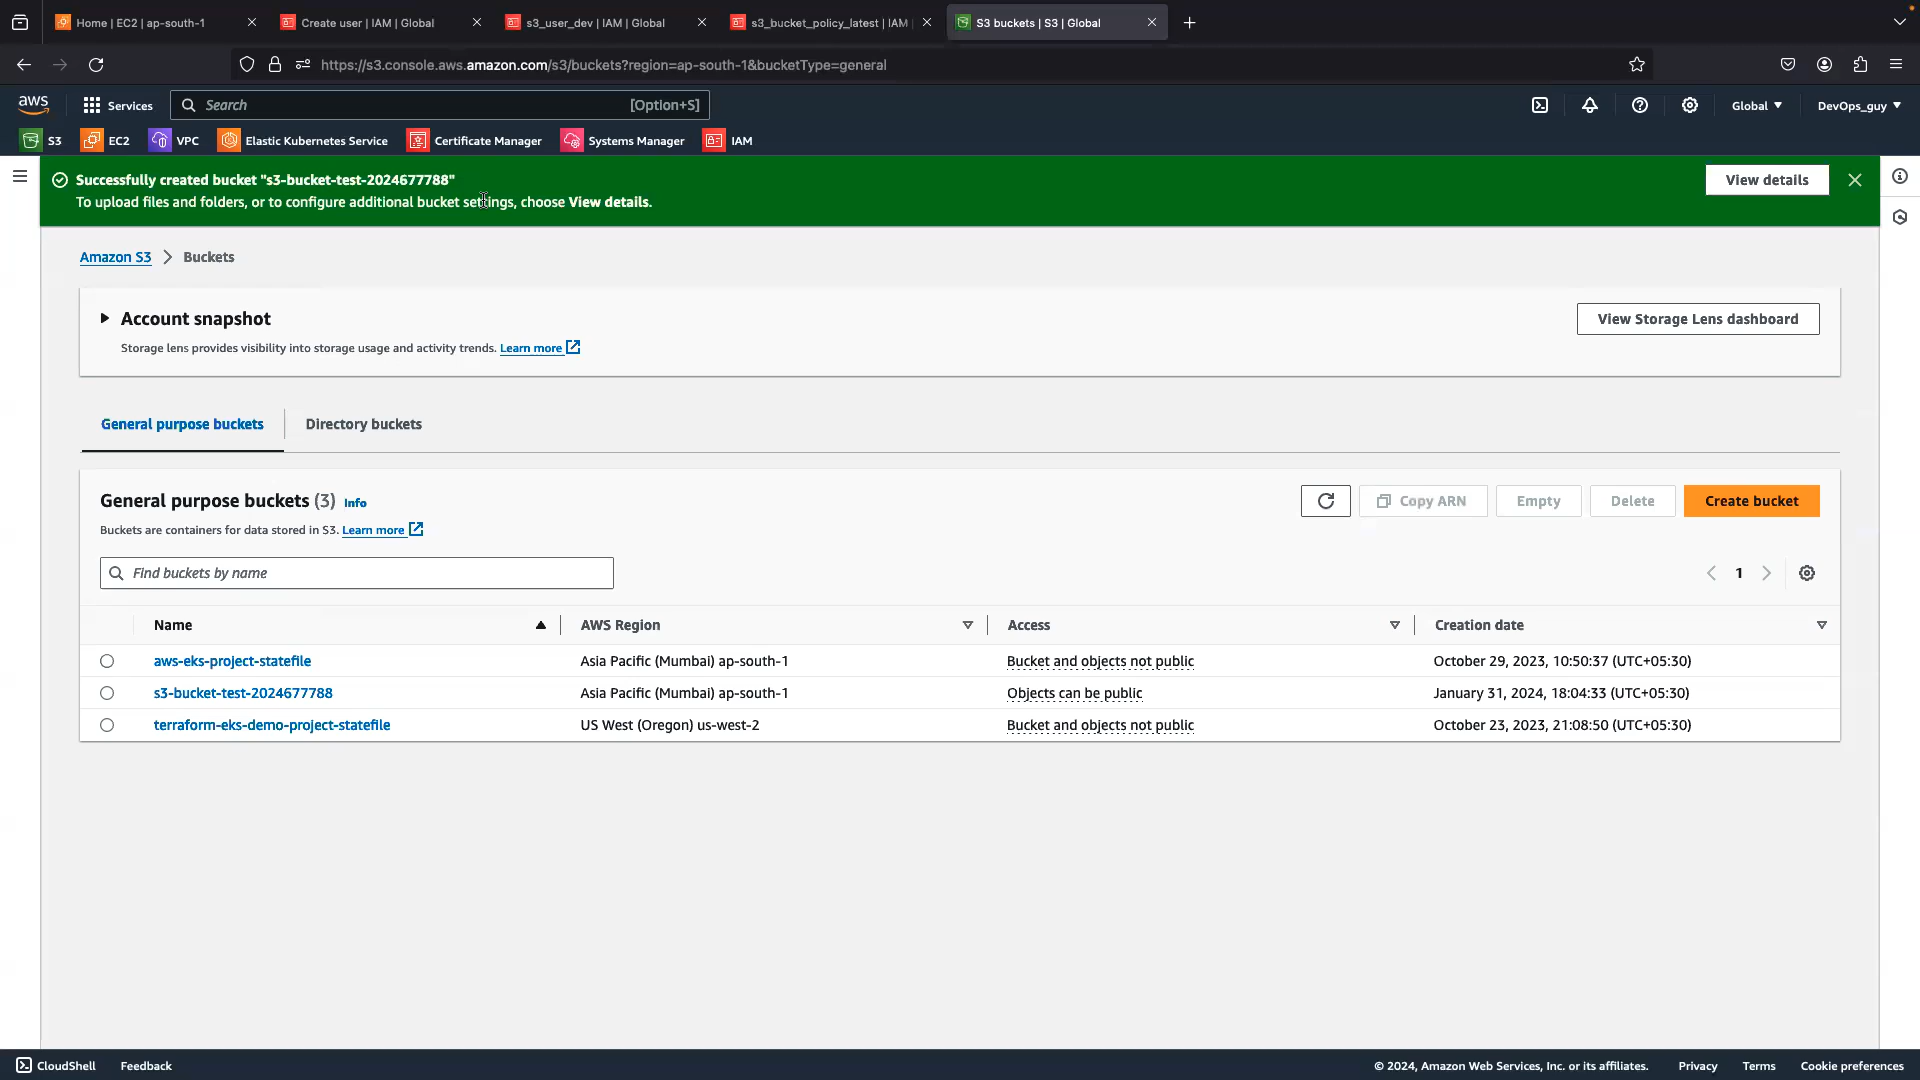 Home | EC2 | ap-south-1
Create user | IAM | Global
s3_user_dev | IAM | Global
s3_bucket_policy_latest | IAM
S3 buckets | S3 | Global
https://s3.console.aws.amazon.com/s3/buckets?region=ap-south-1&bucketType=general
aws
Services
Search
[Option+S]
Global
DevOps_guy
S3
EC2
VPC
Elastic Kubernetes Service
Certificate Manager
Systems Manager
IAM
Successfully created bucket "s3-bucket-test-2024677788"
To upload files and folders, or to configure additional bucket settings, choose View details.
View details
Amazon S3 > Buckets
Account snapshot
Storage lens provides visibility into storage usage and activity trends. Learn more
View Storage Lens dashboard
General purpose buckets
Directory buckets
General purpose buckets (3) Info
Buckets are containers for data stored in S3. Learn more
Copy ARN
Empty
Delete
Create bucket
Find buckets by name
1
Name AWS Region Access Creation date
aws-eks-project-statefile Asia Pacific (Mumbai) ap-south-1 Bucket and objects not public October 29, 2023, 10:50:37 (UTC+05:30)
s3-bucket-test-2024677788 Asia Pacific (Mumbai) ap-south-1 Objects can be public January 31, 2024, 18:04:33 (UTC+05:30)
terraform-eks-demo-project-statefile US West (Oregon) us-west-2 Bucket and objects not public October 23, 2023, 21:08:50 (UTC+05:30)
CloudShell
Feedback
© 2024, Amazon Web Services, Inc. or its affiliates.
Privacy
Terms
Cookie preferences